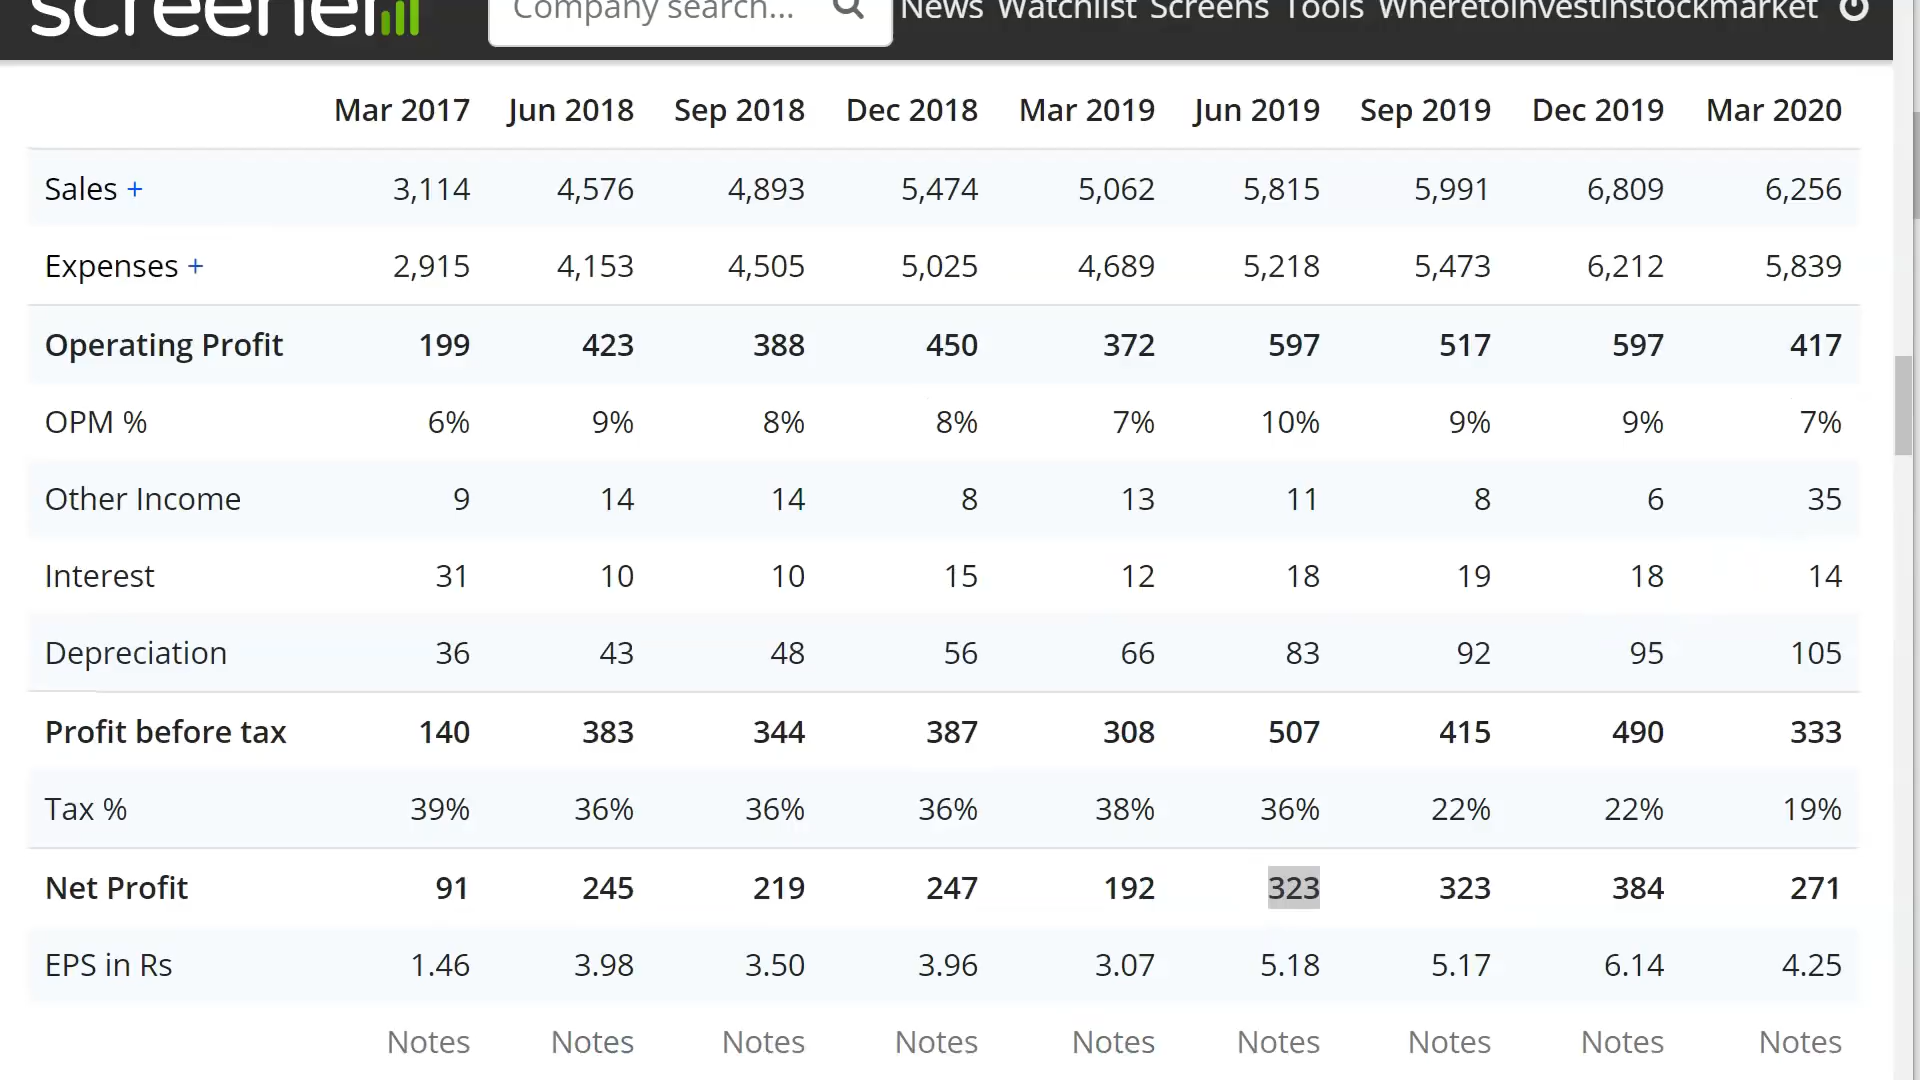 screener
Company search... News Watchlist Screens Tools Wheretoinvestinstockmarket
Mar 2017 Jun 2018 Sep 2018 Dec 2018 Mar 2019 Jun 2019 Sep 2019 Dec 2019 Mar 2020
Sales + 3,114 4,576 4,893 5,474 5,062 5,815 5,991 6,809 6,256
Expenses + 2,915 4,153 4,505 5,025 4,689 5,218 5,473 6,212 5,839
Operating Profit 199 423 388 450 372 597 517 597 417
OPM % 6% 9% 8% 8% 7% 10% 9% 9% 7%
Other Income 9 14 14 8 13 11 8 6 35
Interest 31 10 10 15 12 18 19 18 14
Depreciation 36 43 48 56 66 83 92 95 105
Profit before tax 140 383 344 387 308 507 415 490 333
Tax % 39% 36% 36% 36% 38% 36% 22% 22% 19%
Net Profit 91 245 219 247 192 323 323 384 271
EPS in Rs 1.46 3.98 3.50 3.96 3.07 5.18 5.17 6.14 4.25
Notes Notes Notes Notes Notes Notes Notes Notes Notes